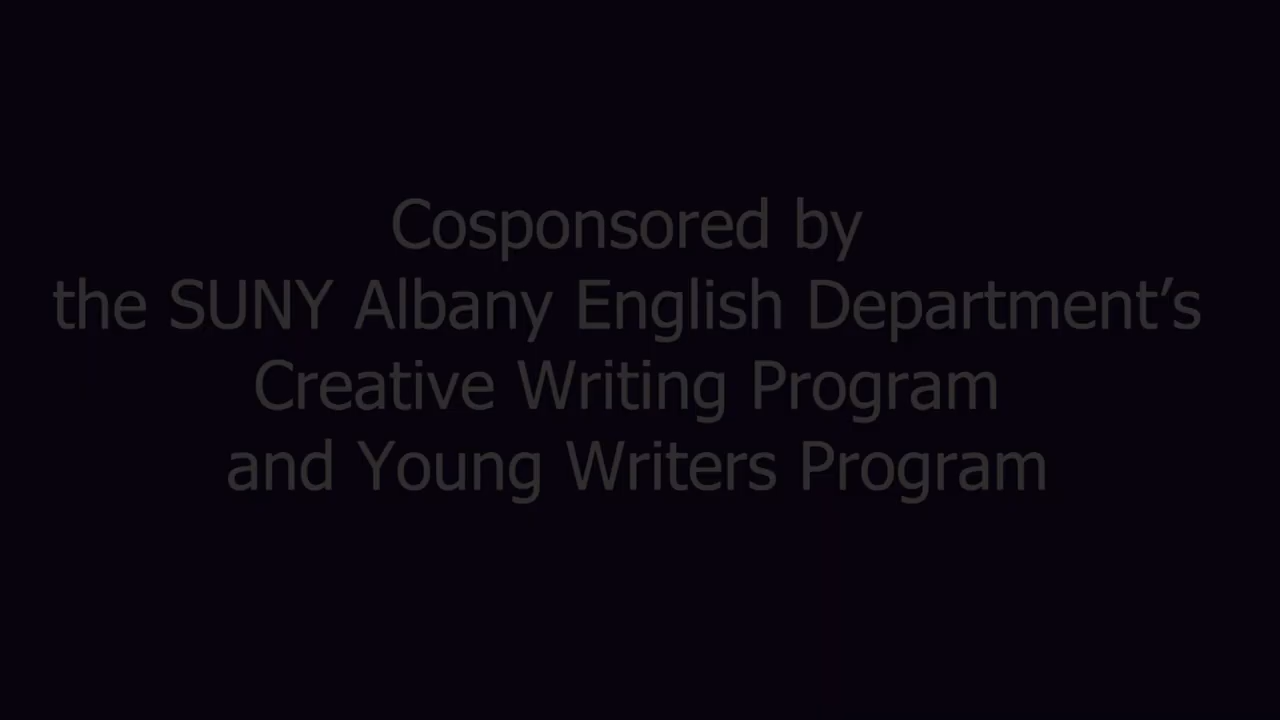 Cosponsored by
the SUNY Albany English Department’s
Creative Writing Program
and Young Writers Program